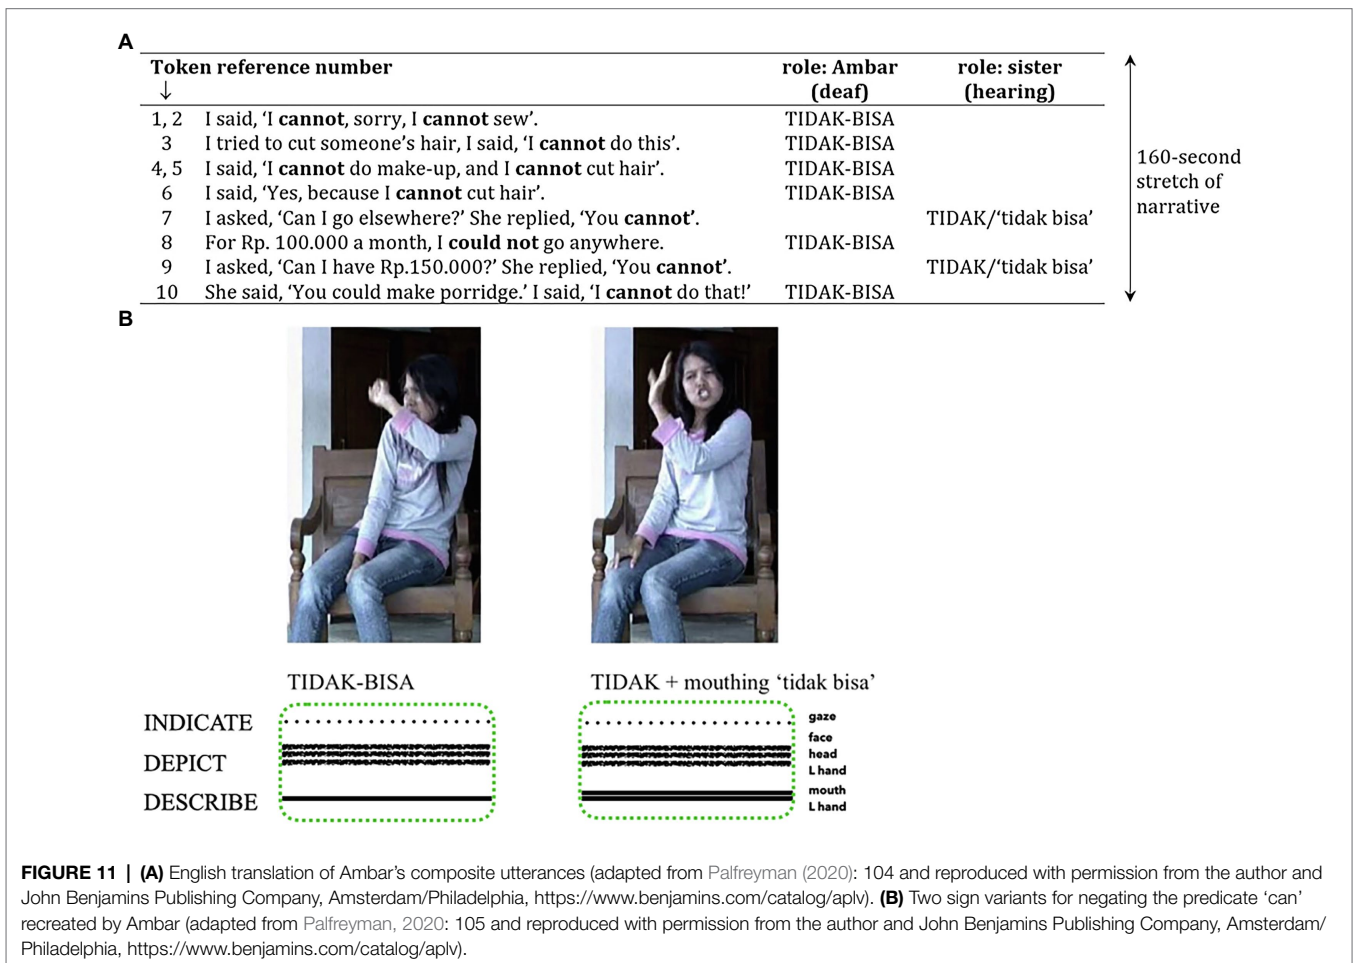 A
Token reference number
role: Ambar (deaf)
role: sister (hearing)
↓
1, 2 I said, ‘I cannot, sorry, I cannot sew’. TIDAK-BISA
3 I tried to cut someone’s hair, I said, ‘I cannot do this’. TIDAK-BISA
4, 5 I said, ‘I cannot do make-up, and I cannot cut hair’. TIDAK-BISA
6 I said, ‘Yes, because I cannot cut hair’. TIDAK-BISA
7 I asked, ‘Can I go elsewhere?’ She replied, ‘You cannot’. TIDAK/‘tidak bisa’
8 For Rp. 100.000 a month, I could not go anywhere. TIDAK-BISA
9 I asked, ‘Can I have Rp.150.000?’ She replied, ‘You cannot’. TIDAK/‘tidak bisa’
10 She said, ‘You could make porridge.’ I said, ‘I cannot do that!’ TIDAK-BISA
160-second
stretch of
narrative
B
TIDAK-BISA
TIDAK + mouthing ‘tidak bisa’
INDICATE
DEPICT
DESCRIBE
gaze
face
head
L hand
mouth
L hand
FIGURE 11 | (A) English translation of Ambar’s composite utterances (adapted from Palfreyman (2020): 104 and reproduced with permission from the author and
John Benjamins Publishing Company, Amsterdam/Philadelphia, https://www.benjamins.com/catalog/aplv). (B) Two sign variants for negating the predicate ‘can’
recreated by Ambar (adapted from Palfreyman, 2020: 105 and reproduced with permission from the author and John Benjamins Publishing Company, Amsterdam/
Philadelphia, https://www.benjamins.com/catalog/aplv).